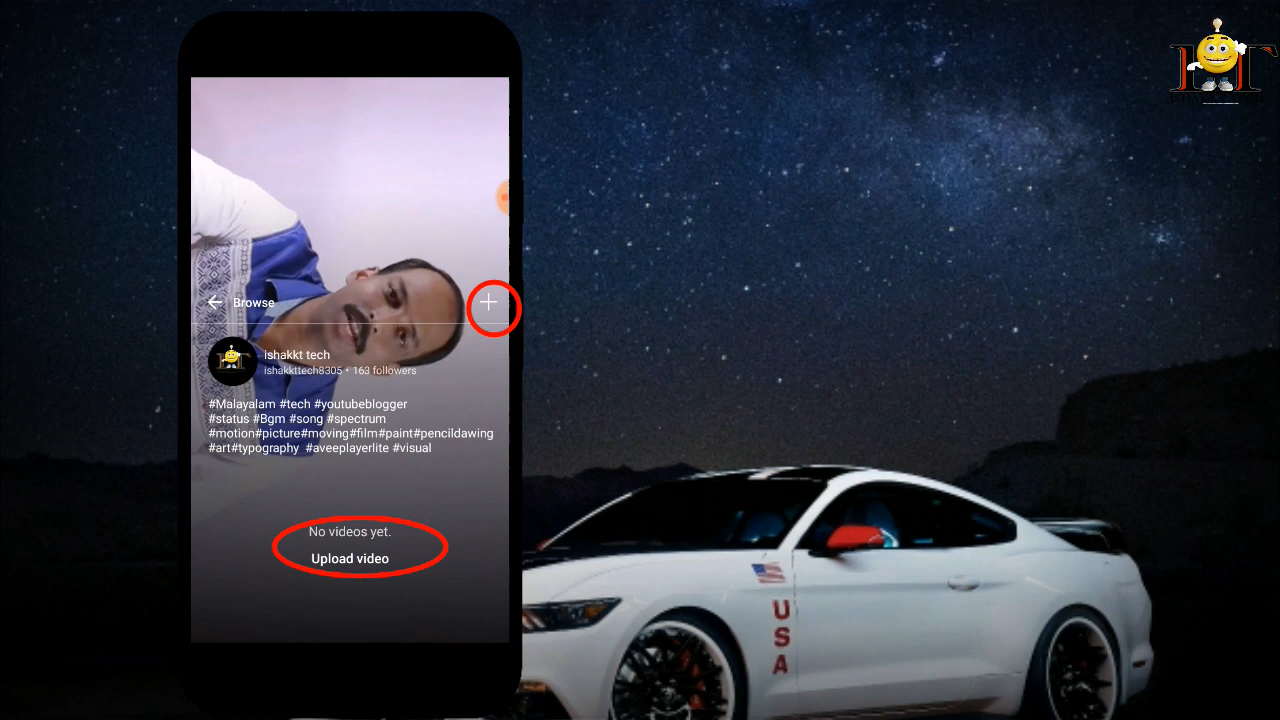 IT
Browse
Ishakkt tech
ishakkttech8305 • 163 followers
#Malayalam #tech #youtubeblogger
#status #Bgm #song #spectrum
#motion#picture#moving#film#paint#pencildawing
#art#typography #aveeplayerlite #visual
No videos yet.
Upload video
USA